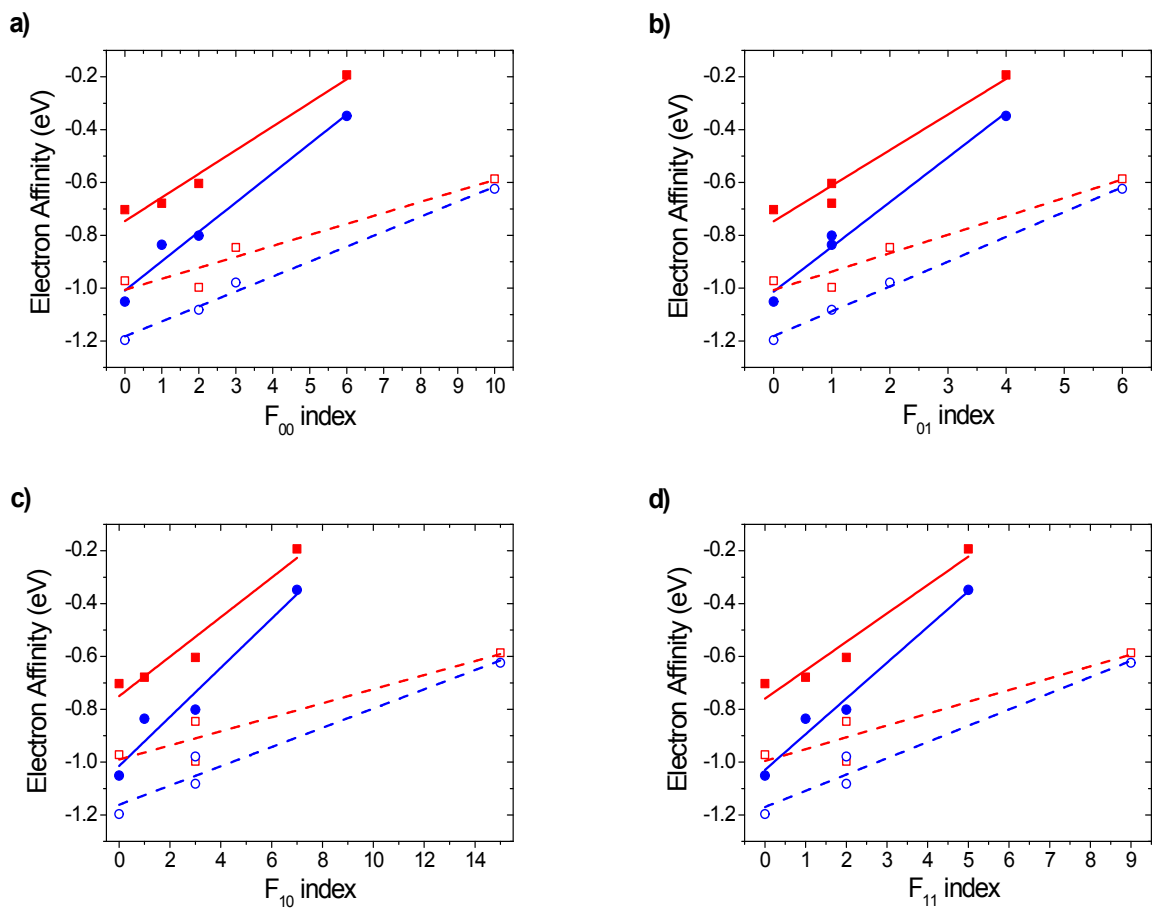 a)
Electron Affinity (eV)
-0.2
-0.4
-0.6
-0.8
-1.0
-1.2
0 1 2 3 4 5 6 7 8 9 10
F00 index
b)
Electron Affinity (eV)
-0.2
-0.4
-0.6
-0.8
-1.0
-1.2
0 1 2 3 4 5 6
F01 index
c)
Electron Affinity (eV)
-0.2
-0.4
-0.6
-0.8
-1.0
-1.2
0 2 4 6 8 10 12 14
F10 index
d)
Electron Affinity (eV)
-0.2
-0.4
-0.6
-0.8
-1.0
-1.2
0 1 2 3 4 5 6 7 8 9
F11 index